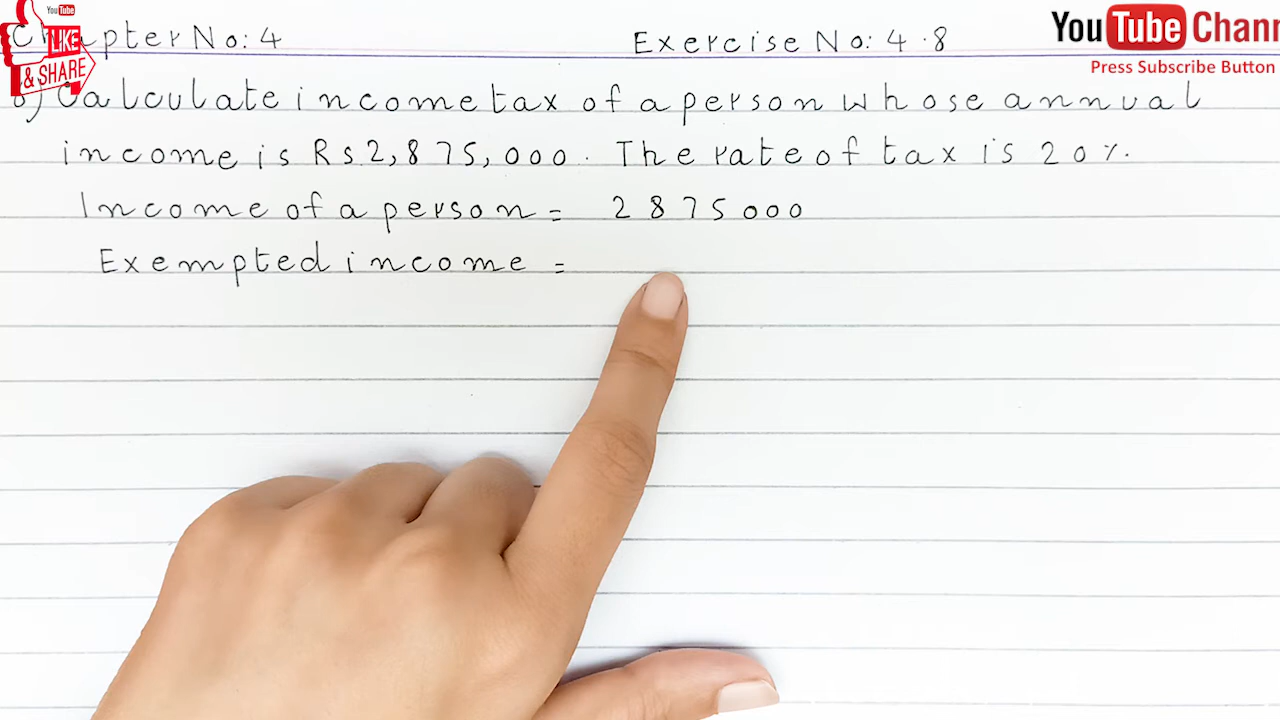 YouTube
LIKE
& SHARE
Chapter No: 4 Exercise No: 4.8
YouTube Chann
Press Subscribe Button
Calculate income tax of a person whose annual
income is Rs 2,875,000. The rate of tax is 20%.
Income of a person = 2875000
Exempted income =